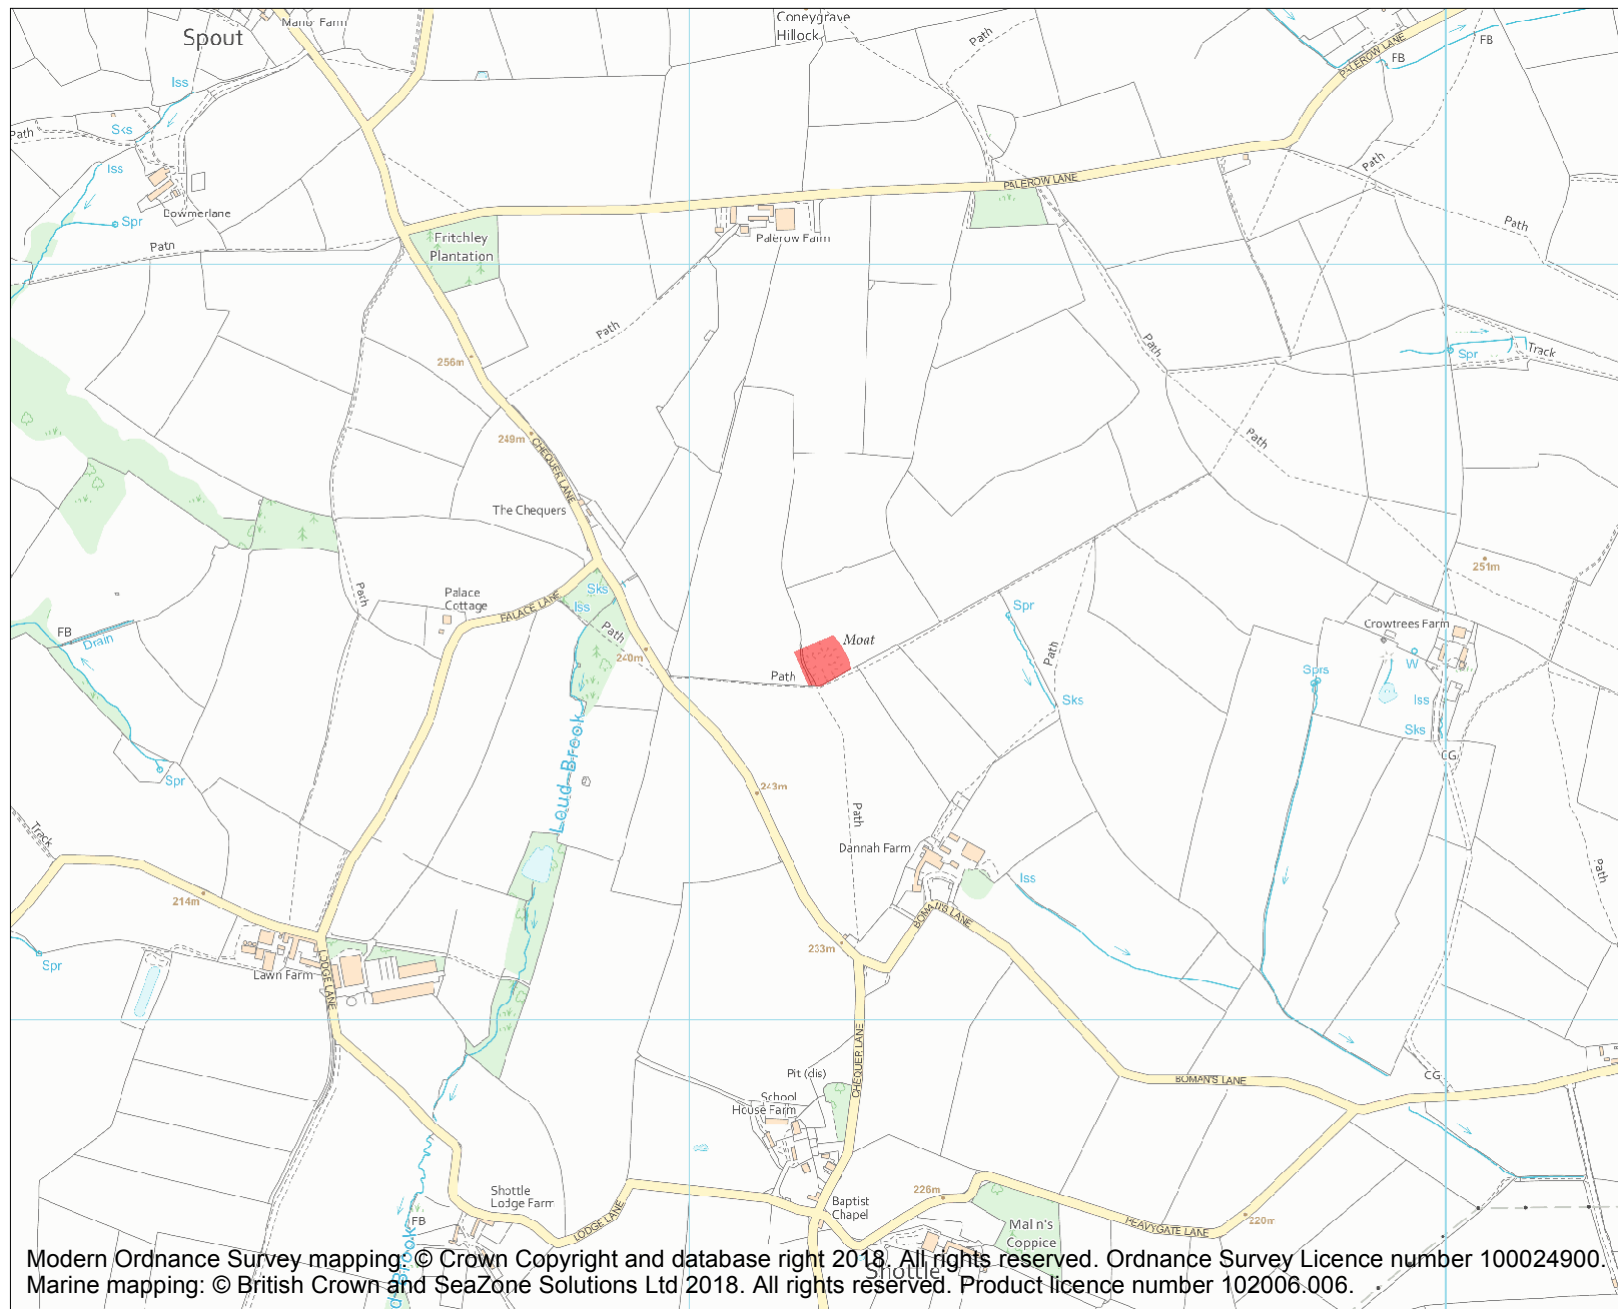 Spout
Manor Farm
Coneygrave
Hillock
Path
PALEROW LANE
FB
FB
Iss
Sks
Path
Iss
Spr
Dowmerlane
Path
Path
PALEROW LANE
Path
Fritchley
Plantation
Palerow Farm
Path
Path
Spr
Track
256m
249m
CHEQUER LANE
Path
The Chequers
251m
Path
Palace
Cottage
PALACE LANE
Sks
Iss
Path
240m
FB
Drain
Moat
Path
Spr
Path
Sks
Crowtrees Farm
W
Sprs
Iss
Sks
CG
Spr
Loud Brook
243m
Path
Track
Dannah Farm
Iss
Path
BOMAN'S LANE
214m
233m
Spr
Lawn Farm
LODGE LANE
CHEQUER LANE
Pit (dis)
School
House Farm
BOMAN'S LANE
CG
Shottle
Lodge Farm
FB
LODGE LANE
Baptist
Chapel
226m
Malin's
Coppice
HEAVYGATE LANE
220m
Shottle
Modern Ordnance Survey mapping: © Crown Copyright and database right 2018. All rights reserved. Ordnance Survey Licence number 100024900.
Marine mapping: © British Crown and SeaZone Solutions Ltd 2018. All rights reserved. Product licence number 102006.006.